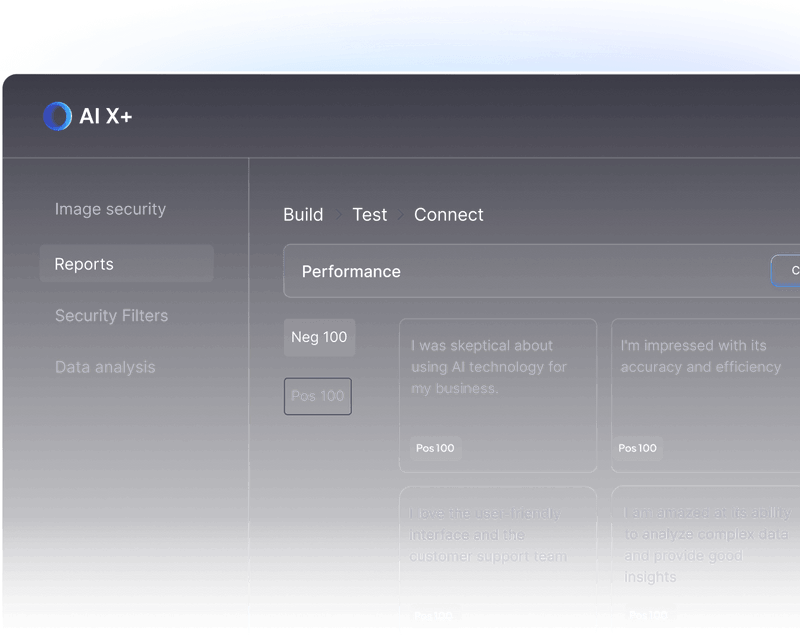 AI X+
Image security
Reports
Security Filters
Data analysis
Build
Test
Connect
Performance
C
Neg 100
Pos 100
I was skeptical about
using AI technology for
my business.
Pos 100
I'm impressed with its
accuracy and efficiency
Pos 100
I love the user-friendly
interface and the
customer support team
Pos 100
I am amazed at its ability
to analyze complex data
and provide good
insights
Pos 100